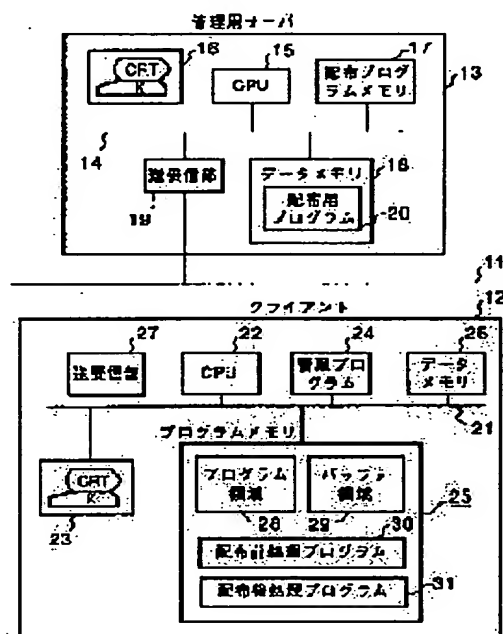 管理用サーバ
16
15
17
CRT
K
CPU
配布プログ
ラムメモリ
13
14
送受信部
19
データメモリ
18
配布用
プログラム
20
11
12
クライアント
27
22
24
26
送受信部
CPU
管理プロ
グラム
データ
メモリ
21
プログラムメモリ
CRT
K
23
プログラム
領域
バッファ
領域
25
28
29
30
配布前処理プログラム
配布後処理プログラム
31